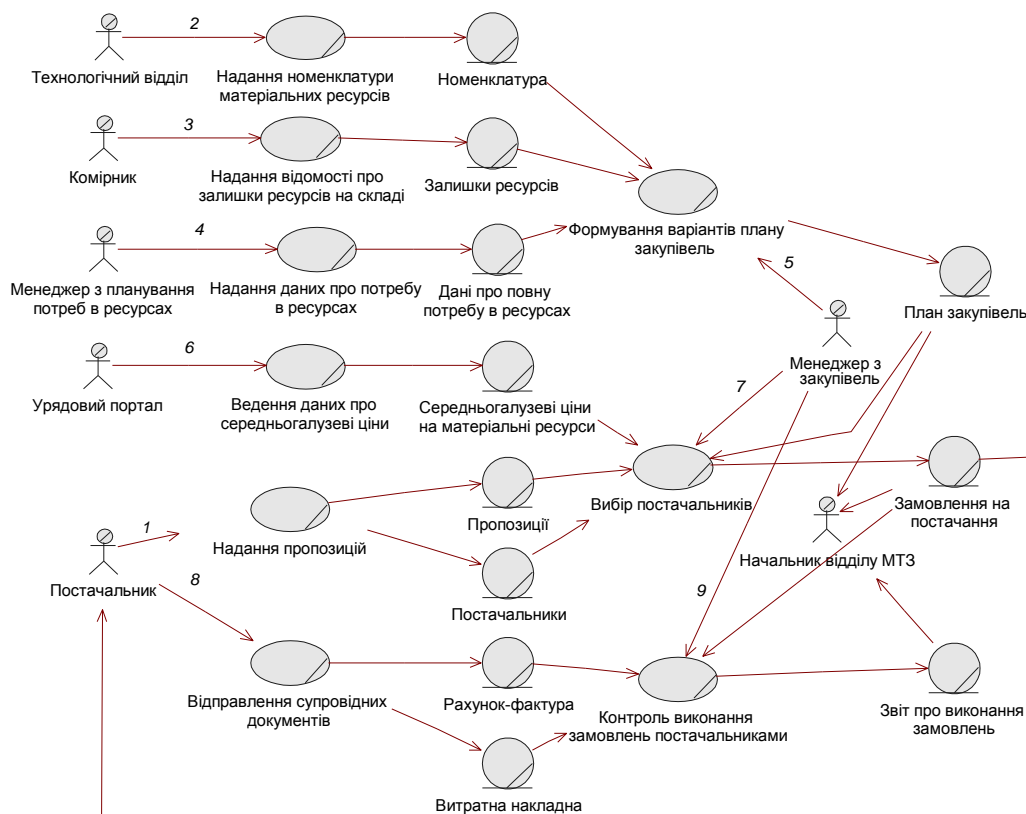 2
Технологічний відділ
Надання номенклатури
матеріальних ресурсів
Номенклатура
3
Комірник
Надання відомості про
залишки ресурсів на складі
Залишки ресурсів
Формування варіантів плану
закупівель
4
Менеджер з планування
потреб в ресурсах
Надання даних про потребу
в ресурсах
Дані про повну
потребу в ресурсах
5
План закупівель
6
Урядовий портал
Ведення даних про
середньогалузеві ціни
Середньогалузеві ціни
на матеріальні ресурси
7
Менеджер з
закупівель
Вибір постачальників
Замовлення на
постачання
1
Постачальник
Надання пропозицій
Пропозиції
Постачальники
Начальник відділу МТЗ
8
9
Відправлення супровідних
документів
Рахунок-фактура
Контроль виконання
замовлень постачальниками
Звіт про виконання
замовлень
Витратна накладна